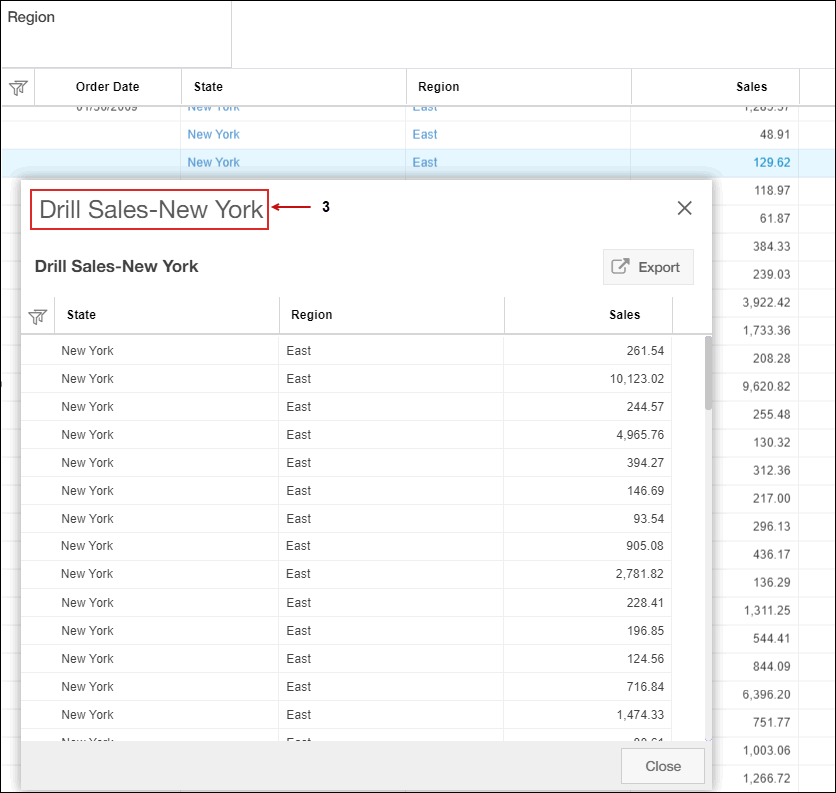 Region
Order Date State Region Sales
01/30/2009 New York East 1,285.57
New York East 48.91
New York East 129.62
118.97
Drill Sales-New York 3
61.87
384.33
Drill Sales-New York Export
239.03
3,922.42
State Region Sales
1,733.36
New York East 261.54
208.28
New York East 10,123.02
9,620.82
New York East 244.57
255.48
New York East 4,965.76
130.32
New York East 394.27
312.36
New York East 146.69
217.00
New York East 93.54
296.13
New York East 905.08
436.17
New York East 2,781.82
136.29
New York East 228.41
1,311.25
New York East 196.85
544.41
New York East 124.56
844.09
New York East 716.84
6,396.20
New York East 1,474.33
751.77
New York East
1,003.06
Close
1,266.72